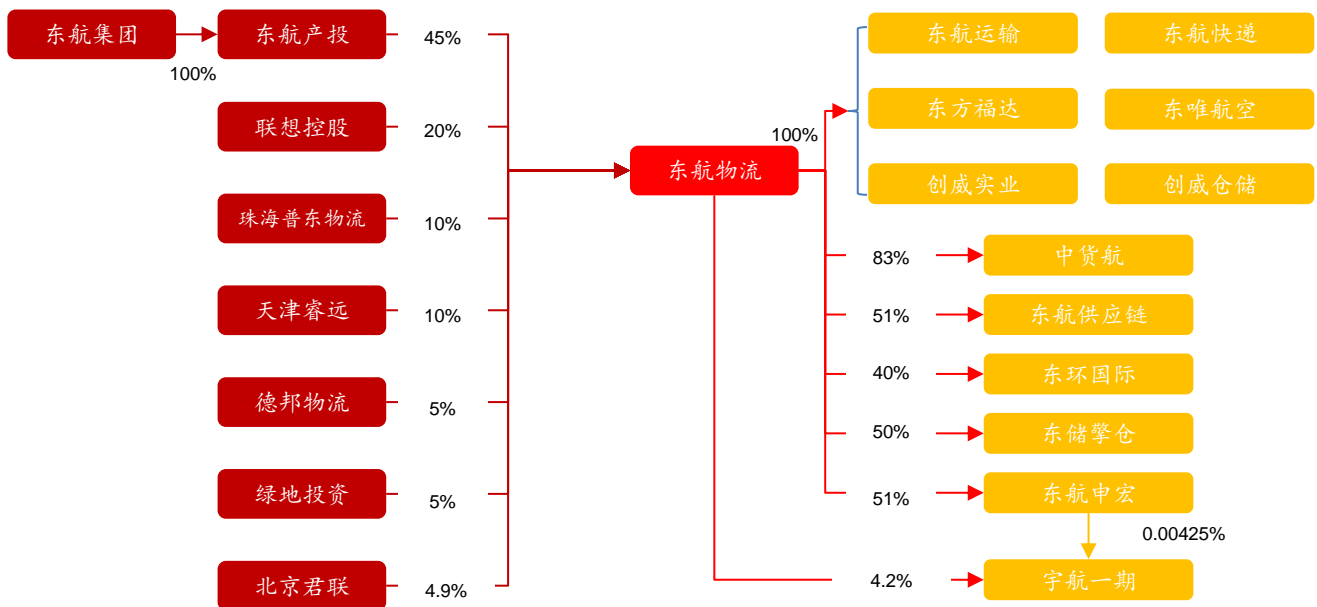 东航集团
东航产投
45%
100%
联想控股
20%
珠海普东物流
10%
天津睿远
10%
德邦物流
5%
绿地投资
5%
北京君联
4.9%
东航物流
100%
东航运输
东航快递
东方福达
东唯航空
创威实业
创威仓储
83%
中货航
51%
东航供应链
40%
东环国际
50%
东储擎仓
51%
东航申宏
0.00425%
4.2%
宇航一期